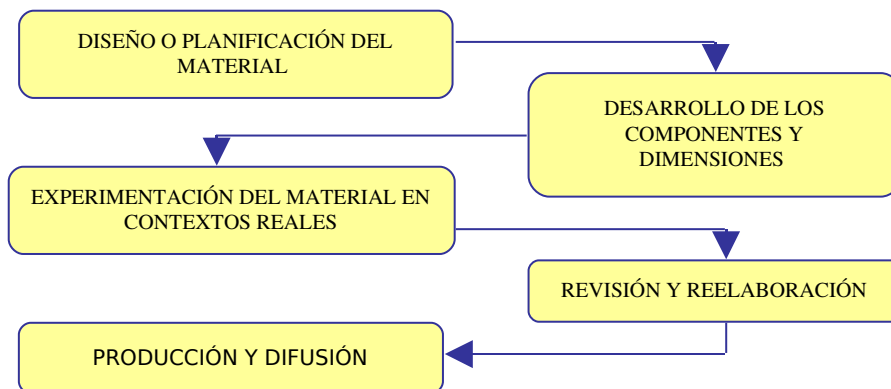 DISEÑO O PLANIFICACIÓN DEL
MATERIAL
DESARROLLO DE LOS
COMPONENTES Y
DIMENSIONES
EXPERIMENTACIÓN DEL MATERIAL EN
CONTEXTOS REALES
REVISIÓN Y REELABORACIÓN
PRODUCCIÓN Y DIFUSIÓN